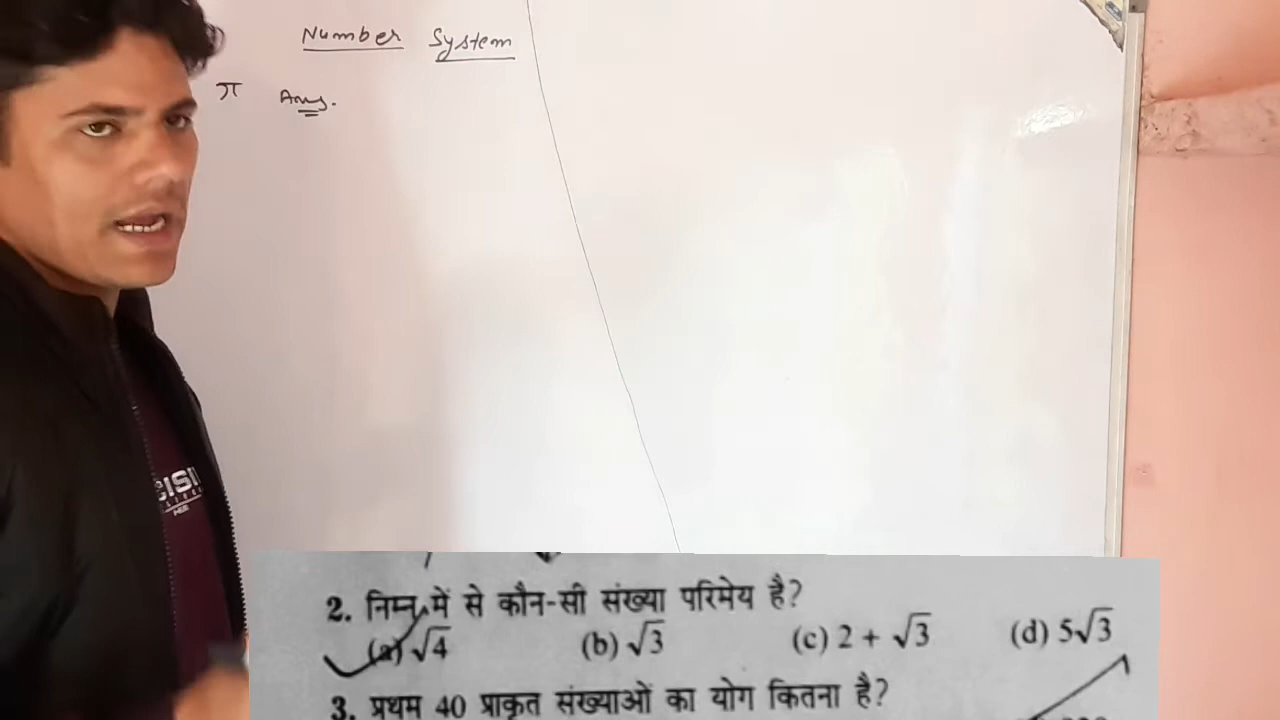 Number System
π Ans.
2. निम्न में से कौन-सी संख्या परिमेय है?
(a) √4 (b) √3 (c) 2 + √3 (d) 5√3
3. प्रथम 40 प्राकृत संख्याओं का योग कितना है?